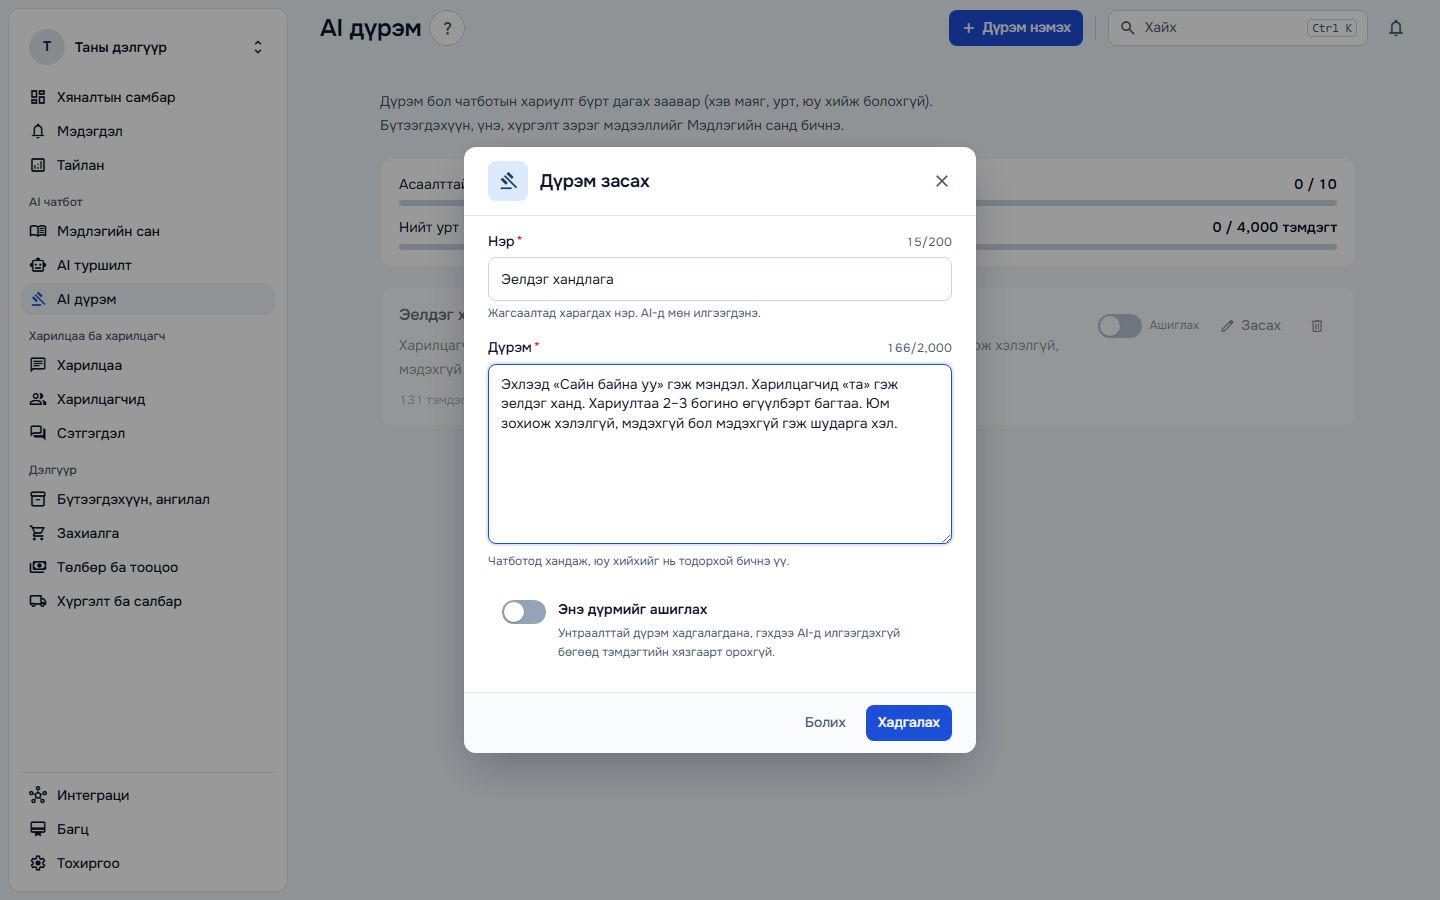 Т
Таны дэлгүүр
Хяналтын самбар
Мэдэгдэл
Тайлан
AI чатбот
Мэдлэгийн сан
AI туршилт
AI дүрэм
Харилцаа ба харилцагч
Харилцаа
Харилцагчид
Сэтгэгдэл
Дэлгүүр
Бүтээгдэхүүн, ангилал
Захиалга
Төлбөр ба тооцоо
Хүргэлт ба салбар
Интеграци
Багц
Тохиргоо
AI дүрэм
?
+ Дүрэм нэмэх
Хайх
Ctrl K
Дүрэм бол чатботын хариулт бүрт дагах заавар (хэв маяг, урт, юу хийж болохгүй).
Бүтээгдэхүүн, үнэ, хүргэлт зэрэг мэдээллийг Мэдлэгийн санд бичнэ.
0 / 10
Нийт урт
0 / 4,000 тэмдэгт
Эелдэг
Ашиглах
Засах
хэлэлгүй,
мэдэхгүй
131
Дүрэм засах
Нэр*
15/200
Эелдэг хандлага
Жагсаалтад харагдах нэр. AI-д мөн илгээгдэнэ.
Дүрэм*
166/2,000
Эхлээд «Сайн байна уу» гэж мэндэл. Харилцагчид «та» гэж
эелдэг ханд. Хариултаа 2–3 богино өгүүлбэрт багтаа. Юм
зохиож хэлэлгүй, мэдэхгүй бол мэдэхгүй гэж шударга хэл.
Чатботод хандаж, юу хийхийг нь тодорхой бичнэ үү.
Энэ дүрмийг ашиглах
Унтраалттай дүрэм хадгалагдана, гэхдээ AI-д илгээгдэхгүй
бөгөөд тэмдэгтийн хязгаарт орохгүй.
Болих
Хадгалах